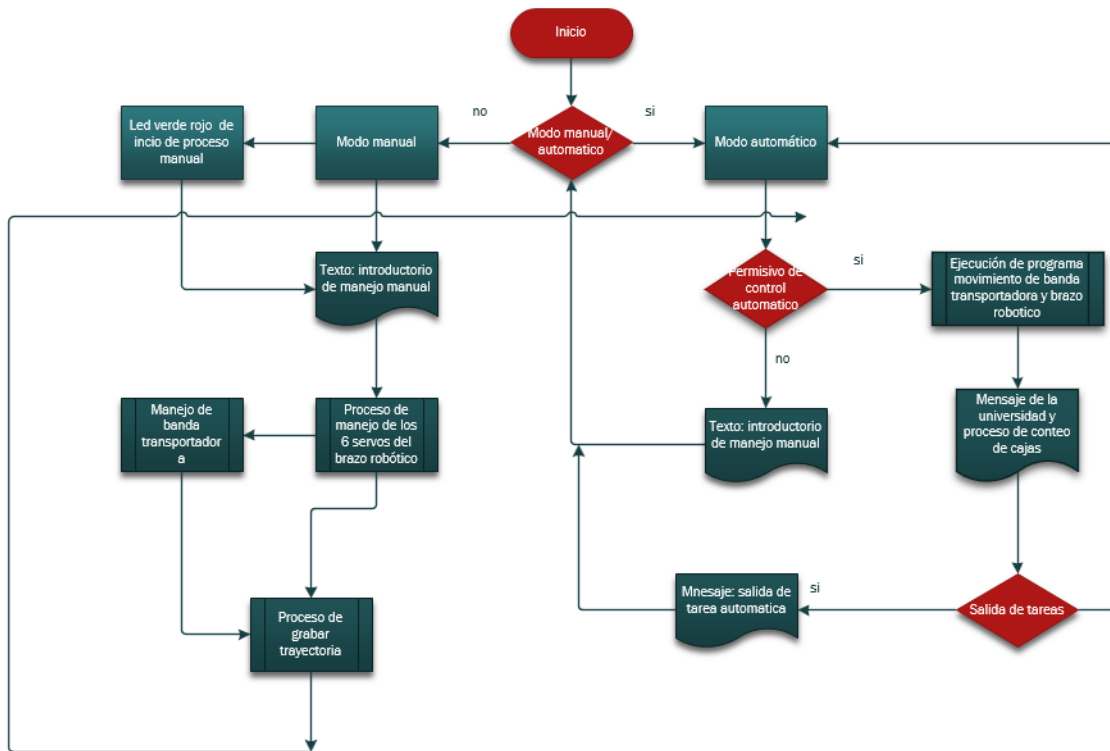 Inicio
no
si
Led verde rojo  de
incio de proceso
manual
Modo manual
Modo manual/
automatico
Modo automático
Texto: introductorio
de manejo manual
Permisivo de
control
automatico
si
Ejecución de programa
movimiento de banda
transportadora y brazo
robotico
no
Manejo de
banda
transportador
a
Proceso de
manejo de los
6 servos del
brazo robótico
Texto: introductorio
de manejo manual
Mensaje de la
universidad y
proceso de conteo
de cajas
Mnesaje: salida de
tarea automatica
si
Salida de tareas
Proceso de
grabar
trayectoria